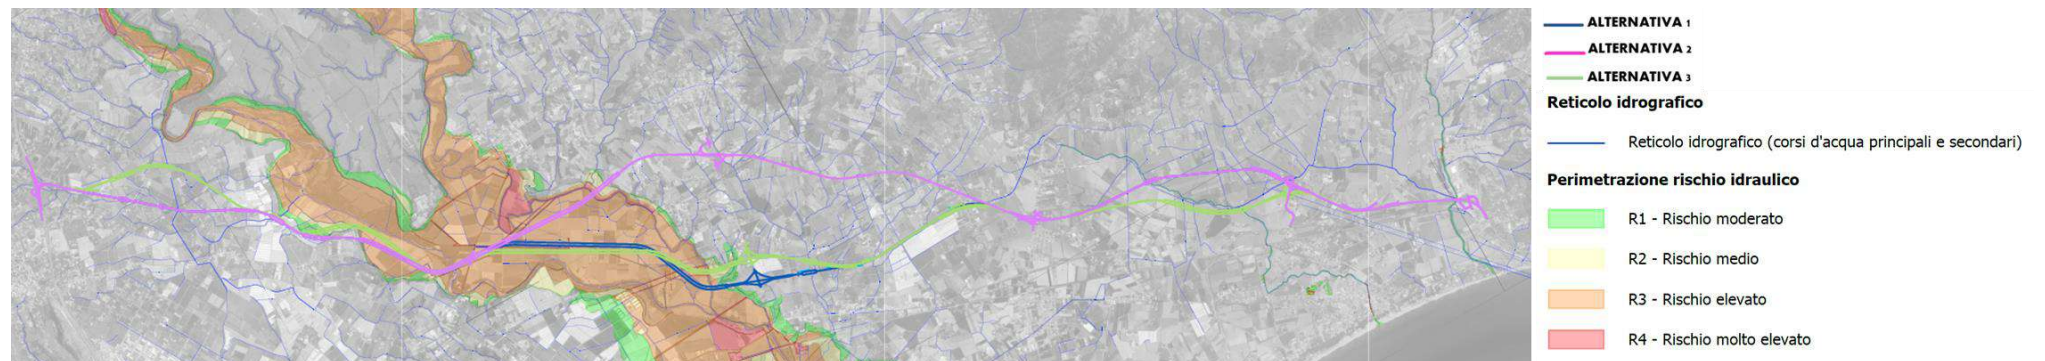 ALTERNATIVA 1
ALTERNATIVA 2
ALTERNATIVA 3
Reticolo idrografico
Reticolo idrografico (corsi d'acqua principali e secondari)
Perimetrazione rischio idraulico
R1 - Rischio moderato
R2 - Rischio medio
R3 - Rischio elevato
R4 - Rischio molto elevato